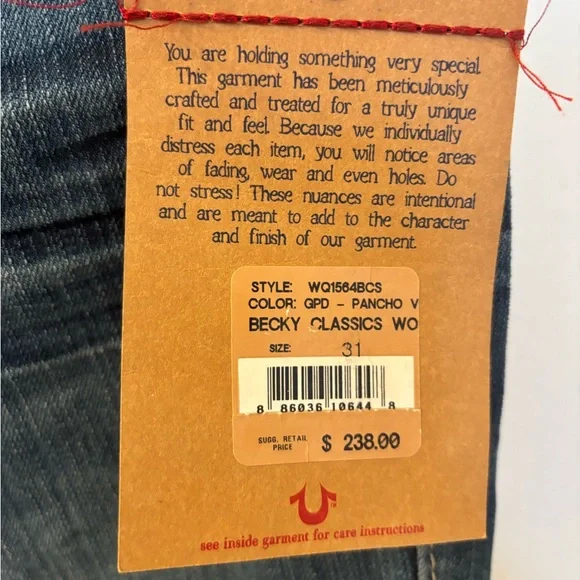 You are holding something very special.
This garment has been meticulously
crafted and treated for a truly unique
fit and feel. Because we individually
distress each item, you will notice areas
of fading, wear and even holes. Do
not stress! These nuances are intentional
and are meant to add to the character
and finish of our garment.
STYLE: WQ1564BCS
COLOR: GPD - PANCHO V
BECKY CLASSICS WO
SIZE: 31
8 86036 10644 8
SUGG. RETAIL
PRICE $ 238.00
TM
see inside garment for care instructions